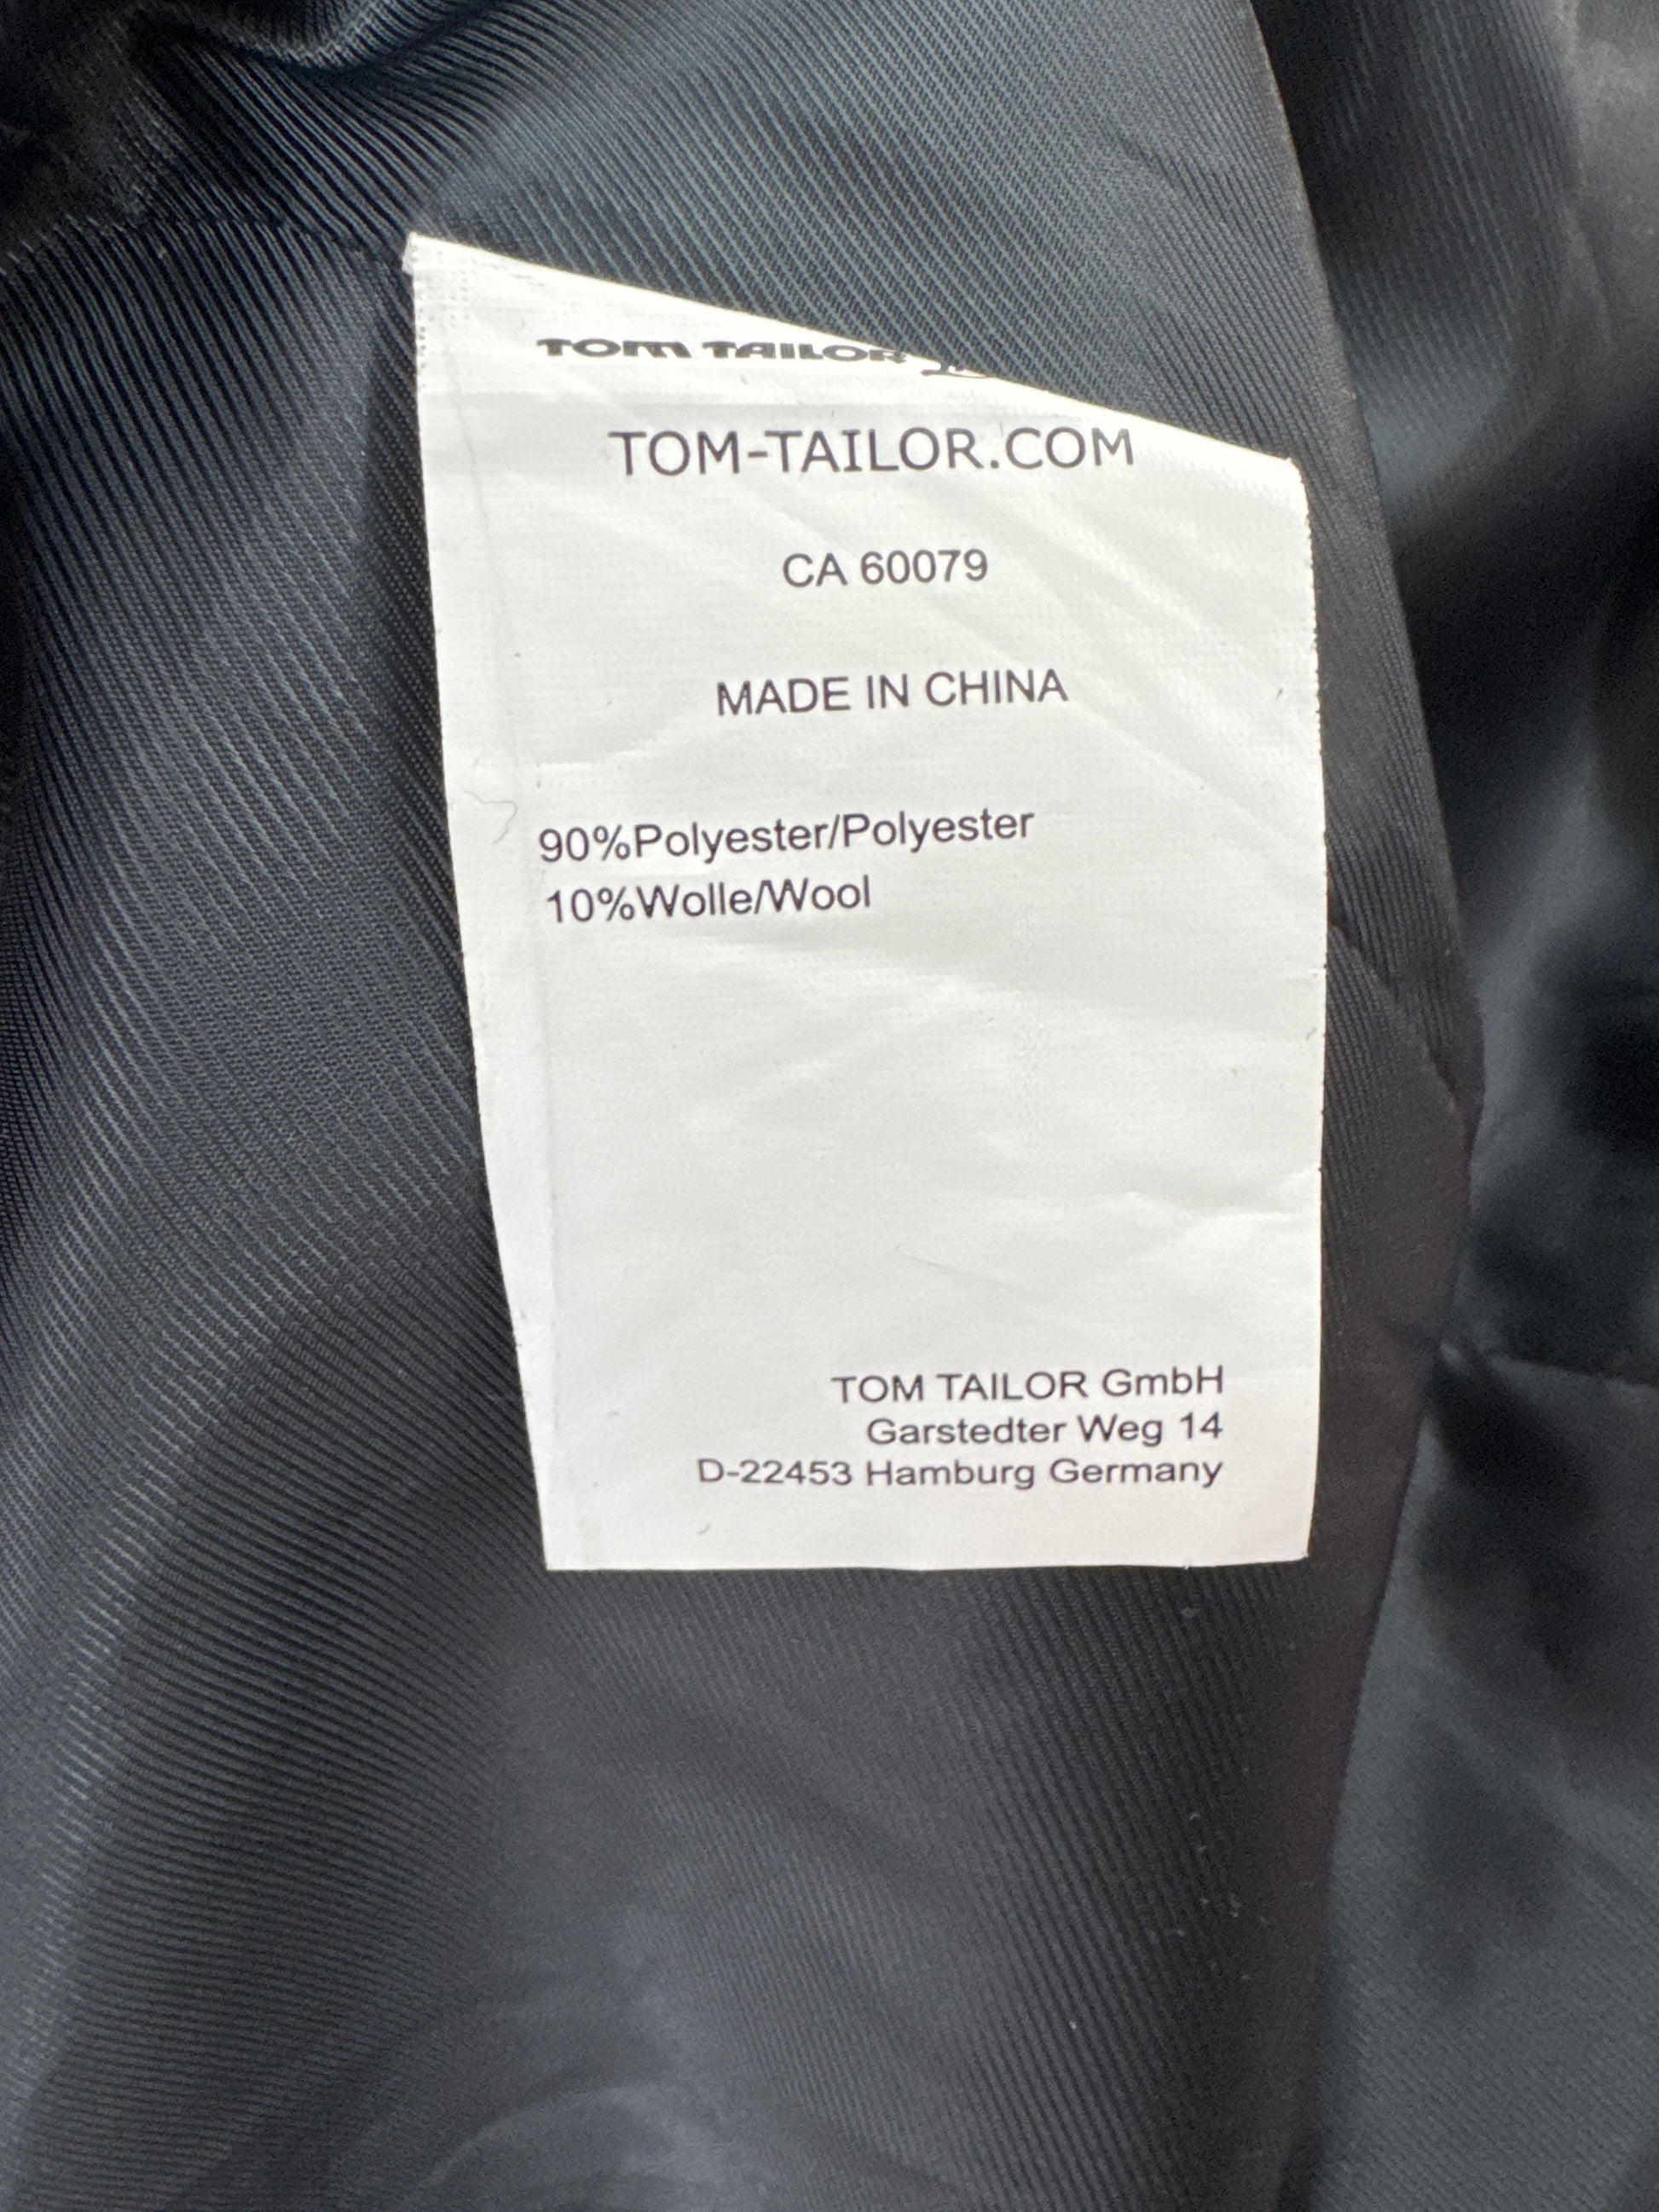 TOM TAILOR
TOM-TAILOR.COM
CA 60079
MADE IN CHINA
90%Polyester/Polyester
10%Wolle/Wool
TOM TAILOR GmbH
Garstedter Weg 14
D-22453 Hamburg Germany